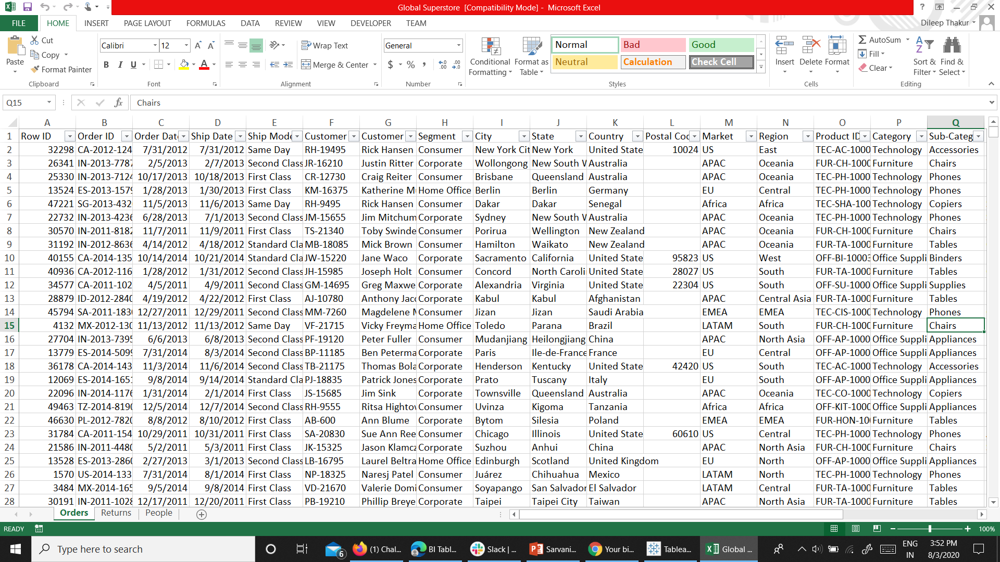 Global Superstore [Compatibility Mode] - Microsoft Excel
?
FILE HOME INSERT PAGE LAYOUT FORMULAS DATA REVIEW VIEW DEVELOPER TEAM Dileep Thakur
Paste Cut Copy Format Painter Clipboard
Calibri 12 B I U Font
Wrap Text Merge & Center Alignment
General $ % , Number
Conditional Formatting Format as Table Normal Bad Good Neutral Calculation Check Cell Styles
Insert Delete Format Cells
AutoSum Fill Clear Sort & Filter Find & Select Editing
Q15 fx Chairs
A B C D E F G H I J K L M N O P Q
1 Row ID Order ID Order Date Ship Date Ship Mode Customer Customer Segment City State Country Postal Coc Market Region Product ID Category Sub-Categ
2 32298 CA-2012-124 7/31/2012 7/31/2012 Same Day RH-19495 Rick Hansen Consumer New York Cit New York United State 10024 US East TEC-AC-1000 Technology Accessories
3 26341 IN-2013-7787 2/5/2013 2/7/2013 Second Class JR-16210 Justin Ritter Corporate Wollongong New South V Australia APAC Oceania FUR-CH-1000 Furniture Chairs
4 25330 IN-2013-7124 10/17/2013 10/18/2013 First Class CR-12730 Craig Reiter Consumer Brisbane Queensland Australia APAC Oceania TEC-PH-1000 Technology Phones
5 13524 ES-2013-1579 1/28/2013 1/30/2013 First Class KM-16375 Katherine M Home Office Berlin Berlin Germany EU Central TEC-PH-1000 Technology Phones
6 47221 SG-2013-432 11/5/2013 11/6/2013 Same Day RH-9495 Rick Hansen Consumer Dakar Dakar Senegal Africa Africa TEC-SHA-100 Technology Copiers
7 22732 IN-2013-4236 6/28/2013 7/1/2013 Second Class JM-15655 Jim Mitchum Corporate Sydney New South V Australia APAC Oceania TEC-PH-1000 Technology Phones
8 30570 IN-2011-8182 11/7/2011 11/9/2011 First Class TS-21340 Toby Swinde Consumer Porirua Wellington New Zealand APAC Oceania FUR-CH-1000 Furniture Chairs
9 31192 IN-2012-8636 4/14/2012 4/18/2012 Standard Cla MB-18085 Mick Brown Consumer Hamilton Waikato New Zealand APAC Oceania FUR-TA-1000 Furniture Tables
10 40155 CA-2014-135 10/14/2014 10/21/2014 Standard Cla JW-15220 Jane Waco Corporate Sacramento California United State 95823 US West OFF-BI-10003 Office Suppli Binders
11 40936 CA-2012-116 1/28/2012 1/31/2012 Second Class JH-15985 Joseph Holt Consumer Concord North Caroli United State 28027 US South FUR-TA-1000 Furniture Tables
12 34577 CA-2011-102 4/5/2011 4/9/2011 Second Class GM-14695 Greg Maxwe Corporate Alexandria Virginia United State 22304 US South OFF-SU-1000 Office Suppli Supplies
13 28879 ID-2012-2840 4/19/2012 4/22/2012 First Class AJ-10780 Anthony Jacc Corporate Kabul Kabul Afghanistan APAC Central Asia FUR-TA-1000 Furniture Tables
14 45794 SA-2011-183 12/27/2011 12/29/2011 Second Class MM-7260 Magdelene M Consumer Jizan Jizan Saudi Arabia EMEA EMEA TEC-CIS-1000 Technology Phones
15 4132 MX-2012-130 11/13/2012 11/13/2012 Same Day VF-21715 Vicky Freyma Home Office Toledo Parana Brazil LATAM South FUR-CH-1000 Furniture Chairs
16 27704 IN-2013-7395 6/6/2013 6/8/2013 Second Class PF-19120 Peter Fuller Consumer Mudanjiang Heilongjiang China APAC North Asia OFF-AP-1000 Office Suppli Appliances
17 13779 ES-2014-5099 7/31/2014 8/3/2014 Second Class BP-11185 Ben Peterma Corporate Paris Ile-de-France France EU Central OFF-AP-1000 Office Suppli Appliances
18 36178 CA-2014-143 11/3/2014 11/6/2014 Second Class TB-21175 Thomas Bola Corporate Henderson Kentucky United State 42420 US South TEC-AC-1000 Technology Accessories
19 12069 ES-2014-1651 9/8/2014 9/14/2014 Standard Cla PJ-18835 Patrick Jones Corporate Prato Tuscany Italy EU South OFF-AP-1000 Office Suppli Appliances
20 22096 IN-2014-1176 1/31/2014 2/1/2014 First Class JS-15685 Jim Sink Corporate Townsville Queensland Australia APAC Oceania TEC-CO-1000 Technology Copiers
21 49463 TZ-2014-8190 12/5/2014 12/7/2014 Second Class RH-9555 Ritsa Hightov Consumer Uvinza Kigoma Tanzania Africa Africa OFF-KIT-1000 Office Suppli Appliances
22 46630 PL-2012-7820 8/8/2012 8/10/2012 First Class AB-600 Ann Blume Corporate Bytom Silesia Poland EMEA EMEA FUR-HON-10 Furniture Tables
23 31784 CA-2011-154 10/29/2011 10/31/2011 First Class SA-20830 Sue Ann Ree Consumer Chicago Illinois United State 60610 US Central TEC-PH-1000 Technology Phones
24 21586 IN-2011-4480 5/2/2011 5/3/2011 First Class JK-15325 Jason Klamcz Corporate Suzhou Anhui China APAC North Asia FUR-CH-1000 Furniture Chairs
25 13528 ES-2013-2860 2/27/2013 3/1/2013 Second Class LB-16795 Laurel Beltra Home Office Edinburgh Scotland United Kingdom EU North OFF-AP-1000 Office Suppli Appliances
26 1570 US-2014-133 7/31/2014 8/1/2014 First Class NP-18325 Naresj Patel Consumer Juárez Chihuahua Mexico LATAM North TEC-PH-1000 Technology Phones
27 3484 MX-2014-165 9/5/2014 9/8/2014 First Class VD-21670 Valerie Domi Consumer Soyapango San Salvador El Salvador LATAM Central FUR-TA-1000 Furniture Tables
28 30191 IN-2011-1028 12/17/2011 12/20/2011 First Class PB-19210 Phillip Breye Corporate Taipei Taipei City Taiwan APAC North Asia FUR-TA-1000 Furniture Tables
Orders Returns People
READY 100%
Type here to search 6 (1) Chal... BI Tabl... Slack | ... Sarvani... Your bi... Tablea... Global ... ENG IN 3:52 PM 8/3/2020